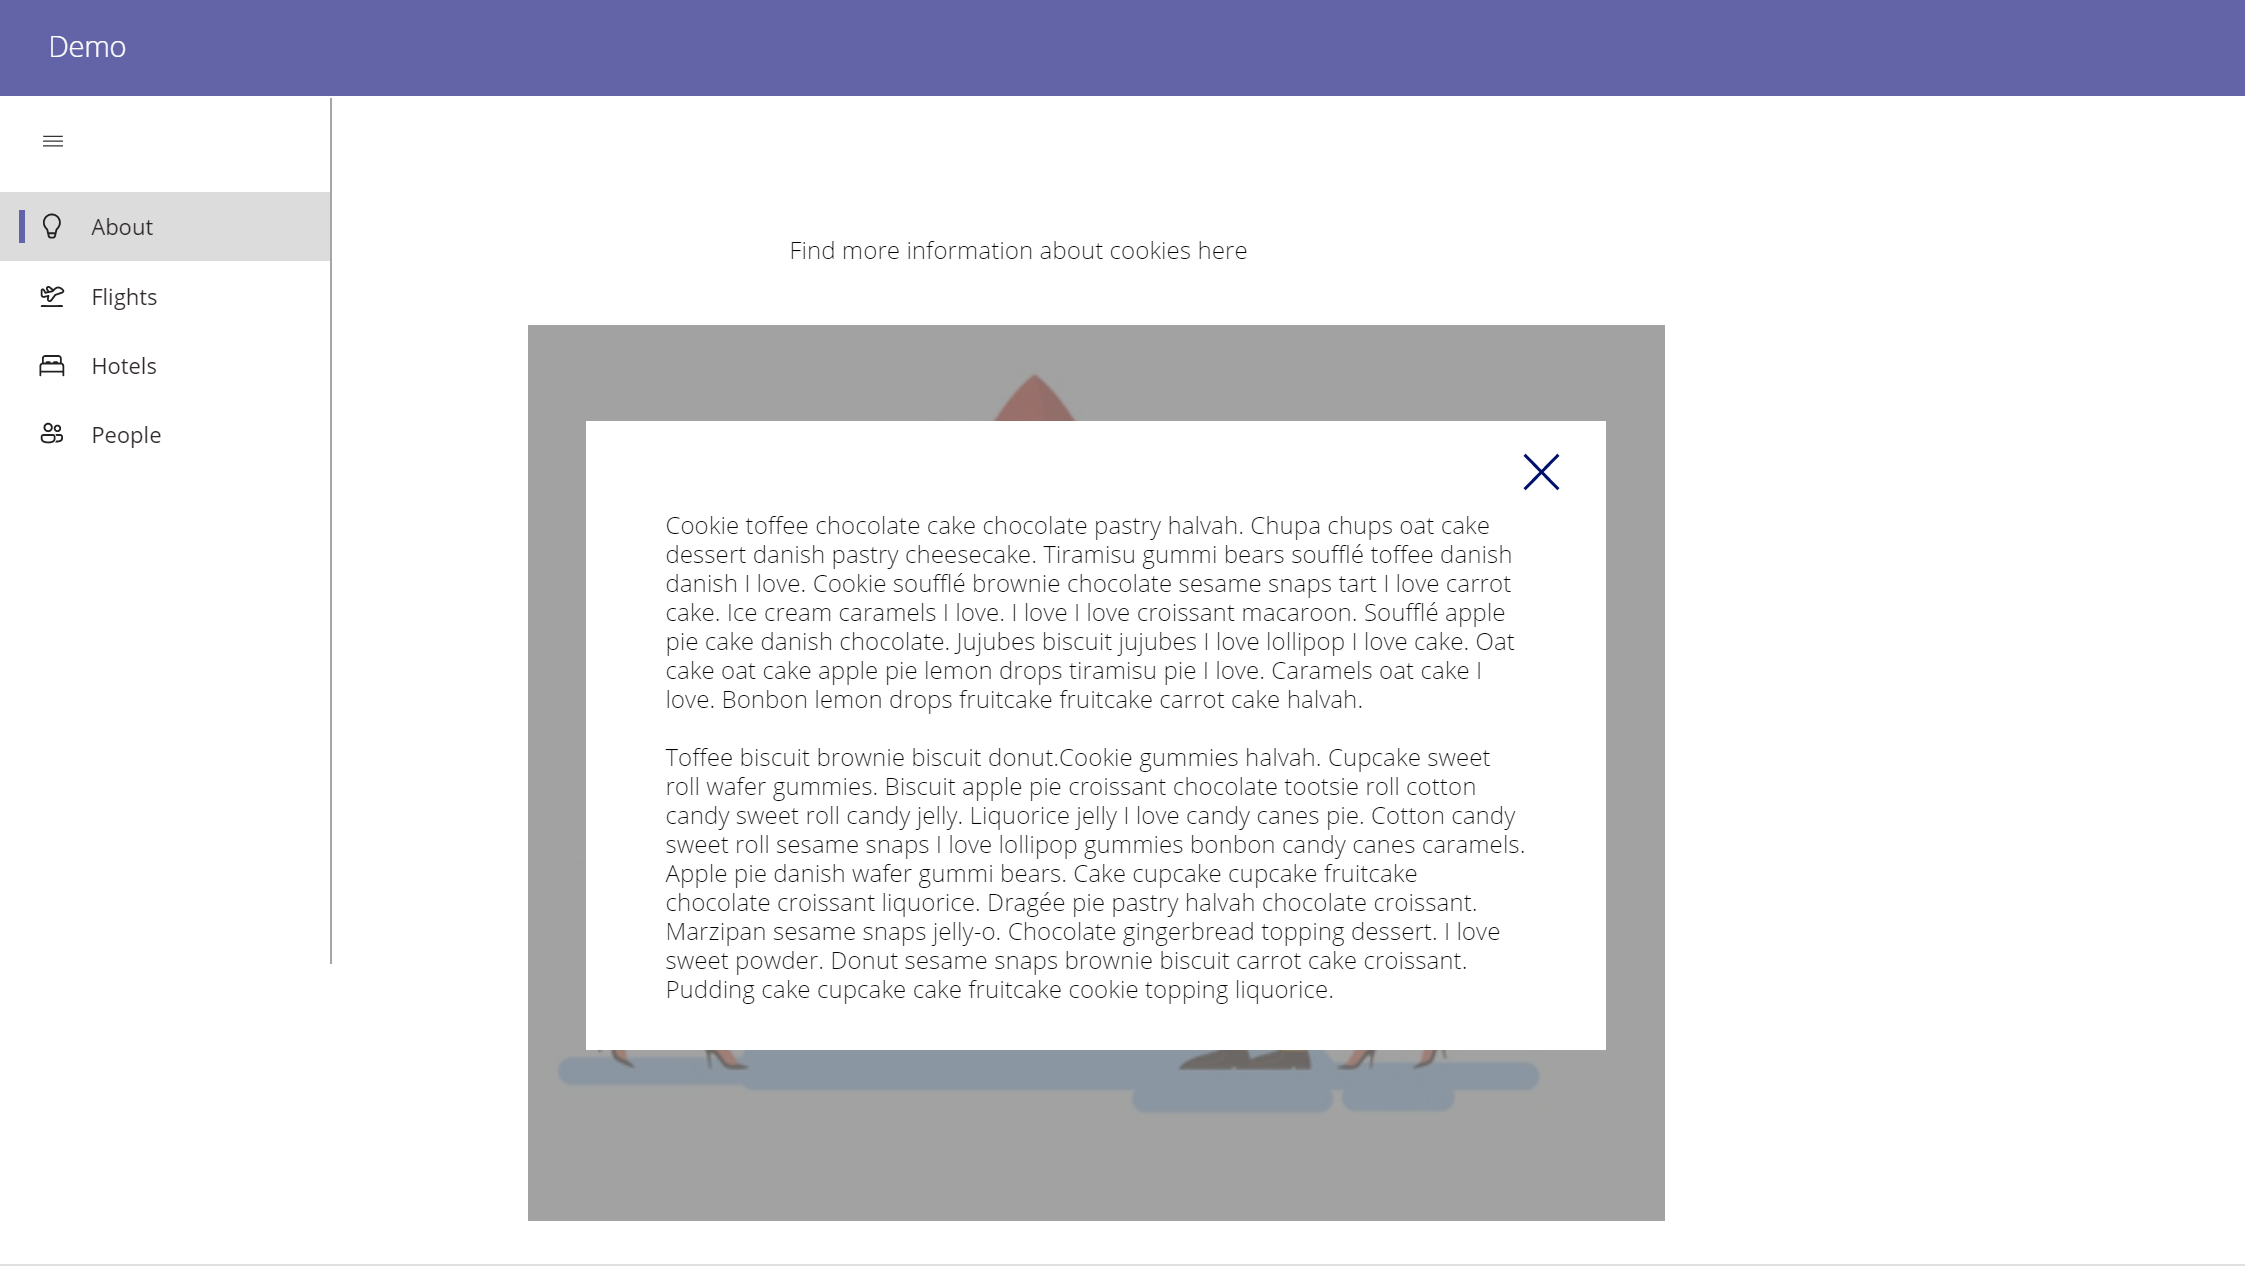 Demo
About
Flights
Hotels
People
Find more information about cookies here
Cookie toffee chocolate cake chocolate pastry halvah. Chupa chups oat cake
dessert danish pastry cheesecake. Tiramisu gummi bears soufflé toffee danish
danish I love. Cookie soufflé brownie chocolate sesame snaps tart I love carrot
cake. Ice cream caramels I love. I love I love croissant macaroon. Soufflé apple
pie cake danish chocolate. Jujubes biscuit jujubes I love lollipop I love cake. Oat
cake oat cake apple pie lemon drops tiramisu pie I love. Caramels oat cake I
love. Bonbon lemon drops fruitcake fruitcake carrot cake halvah.
Toffee biscuit brownie biscuit donut.Cookie gummies halvah. Cupcake sweet
roll wafer gummies. Biscuit apple pie croissant chocolate tootsie roll cotton
candy sweet roll candy jelly. Liquorice jelly I love candy canes pie. Cotton candy
sweet roll sesame snaps I love lollipop gummies bonbon candy canes caramels.
Apple pie danish wafer gummi bears. Cake cupcake cupcake fruitcake
chocolate croissant liquorice. Dragée pie pastry halvah chocolate croissant.
Marzipan sesame snaps jelly-o. Chocolate gingerbread topping dessert. I love
sweet powder. Donut sesame snaps brownie biscuit carrot cake croissant.
Pudding cake cupcake cake fruitcake cookie topping liquorice.